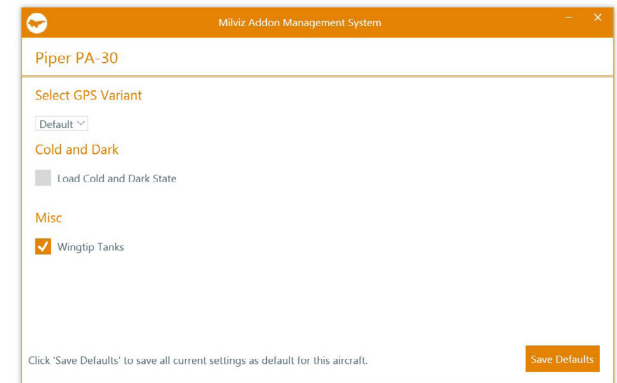 Milviz Addon Management System
Piper PA-30
Select GPS Variant
Default
Cold and Dark
Load Cold and Dark State
Misc
Wingtip Tanks
Click 'Save Defaults' to save all current settings as default for this aircraft.
Save Defaults